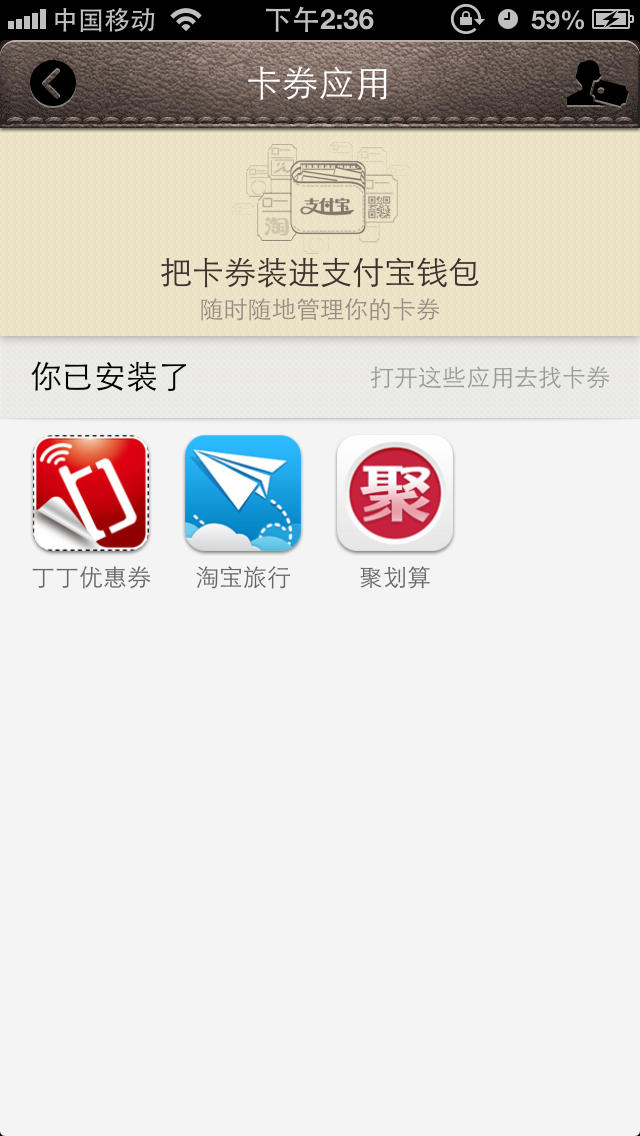 中国移动 下午2:36 59%
卡券应用
支付宝
淘
把卡券装进支付宝钱包
随时随地管理你的卡券
你已安装了 打开这些应用去找卡券
聚
丁丁优惠券 淘宝旅行 聚划算